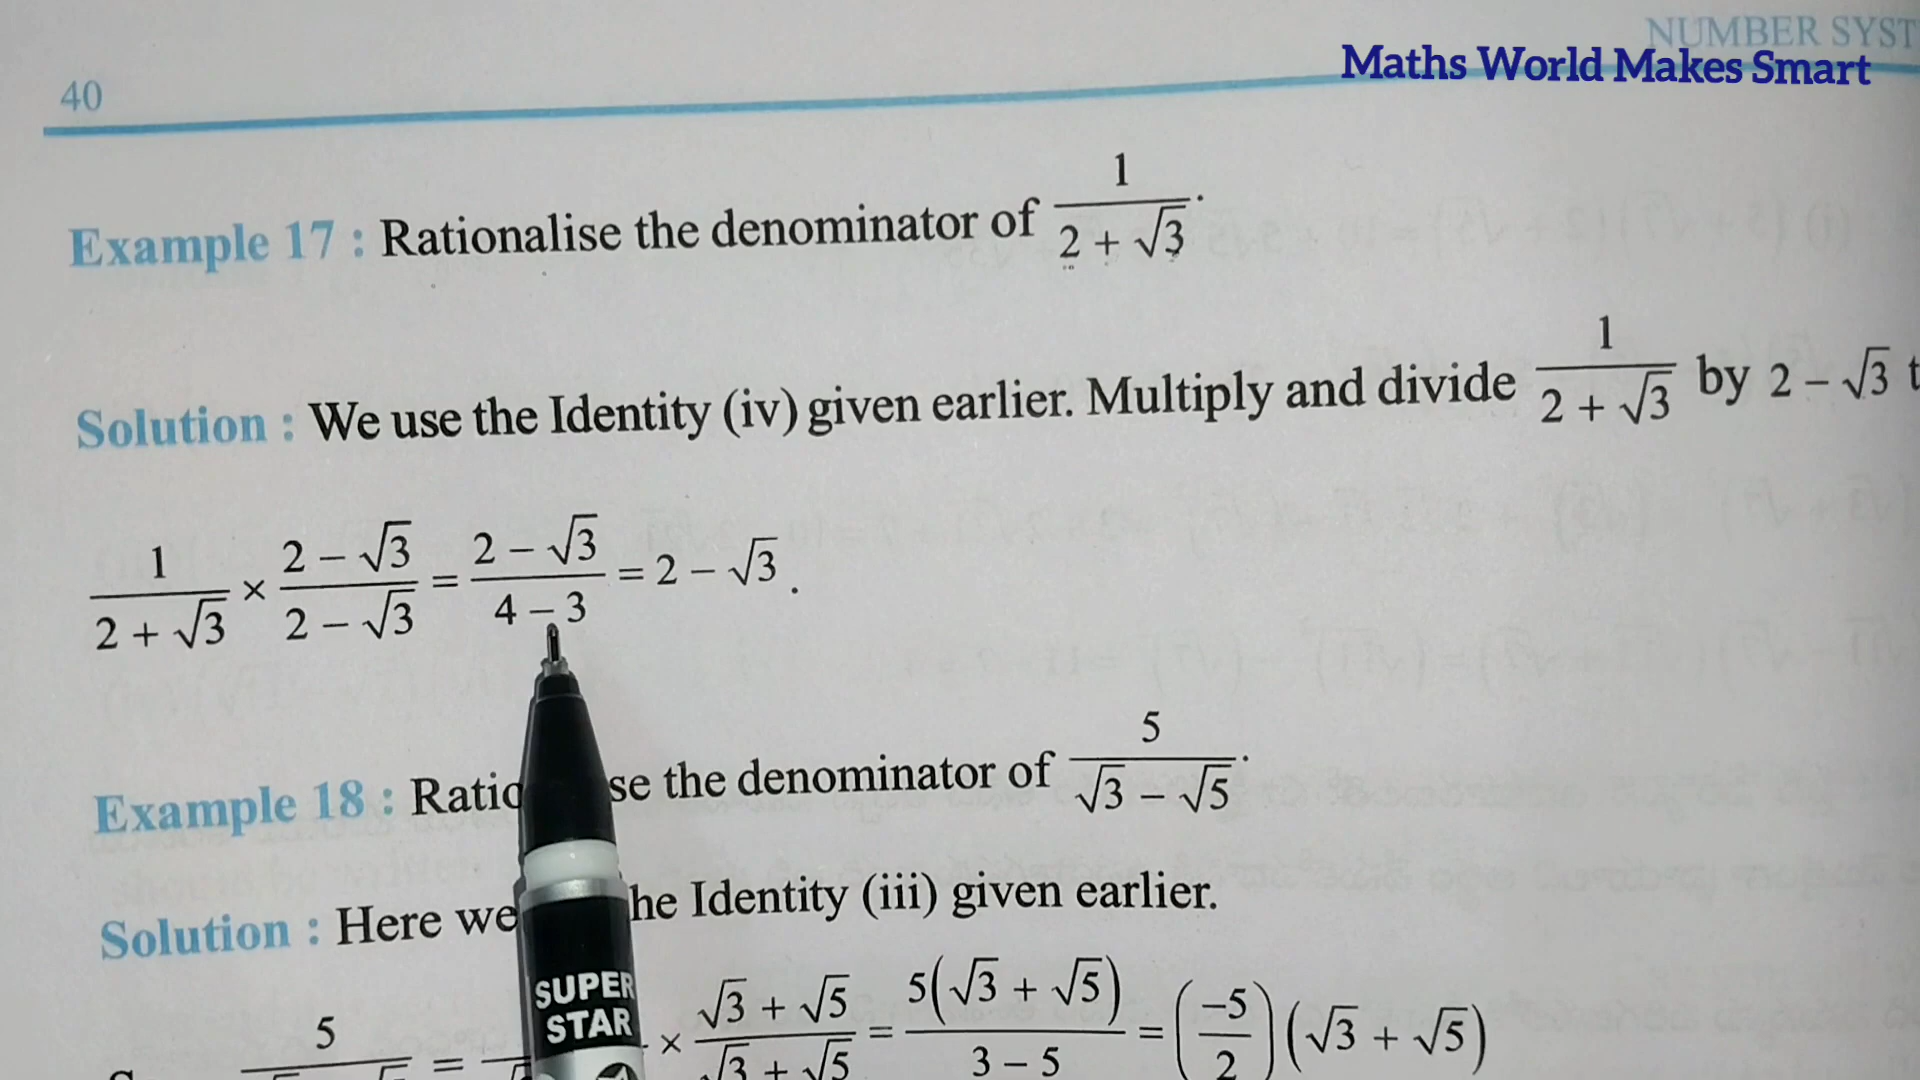 NUMBER SYST
Maths World Makes Smart
40
Example 17 : Rationalise the denominator of 1/(2 + √3).
Solution : We use the Identity (iv) given earlier. Multiply and divide 1/(2 + √3) by 2 – √3 t
1/(2 + √3) × (2 – √3)/(2 – √3) = (2 – √3)/(4 – 3) = 2 – √3 .
Example 18 : Ratio se the denominator of 5/(√3 – √5).
Solution : Here we he Identity (iii) given earlier.
5 = × (√3 + √5)/(√3 + √5) = 5(√3 + √5)/(3 – 5) = (–5/2)(√3 + √5)
SUPER
STAR